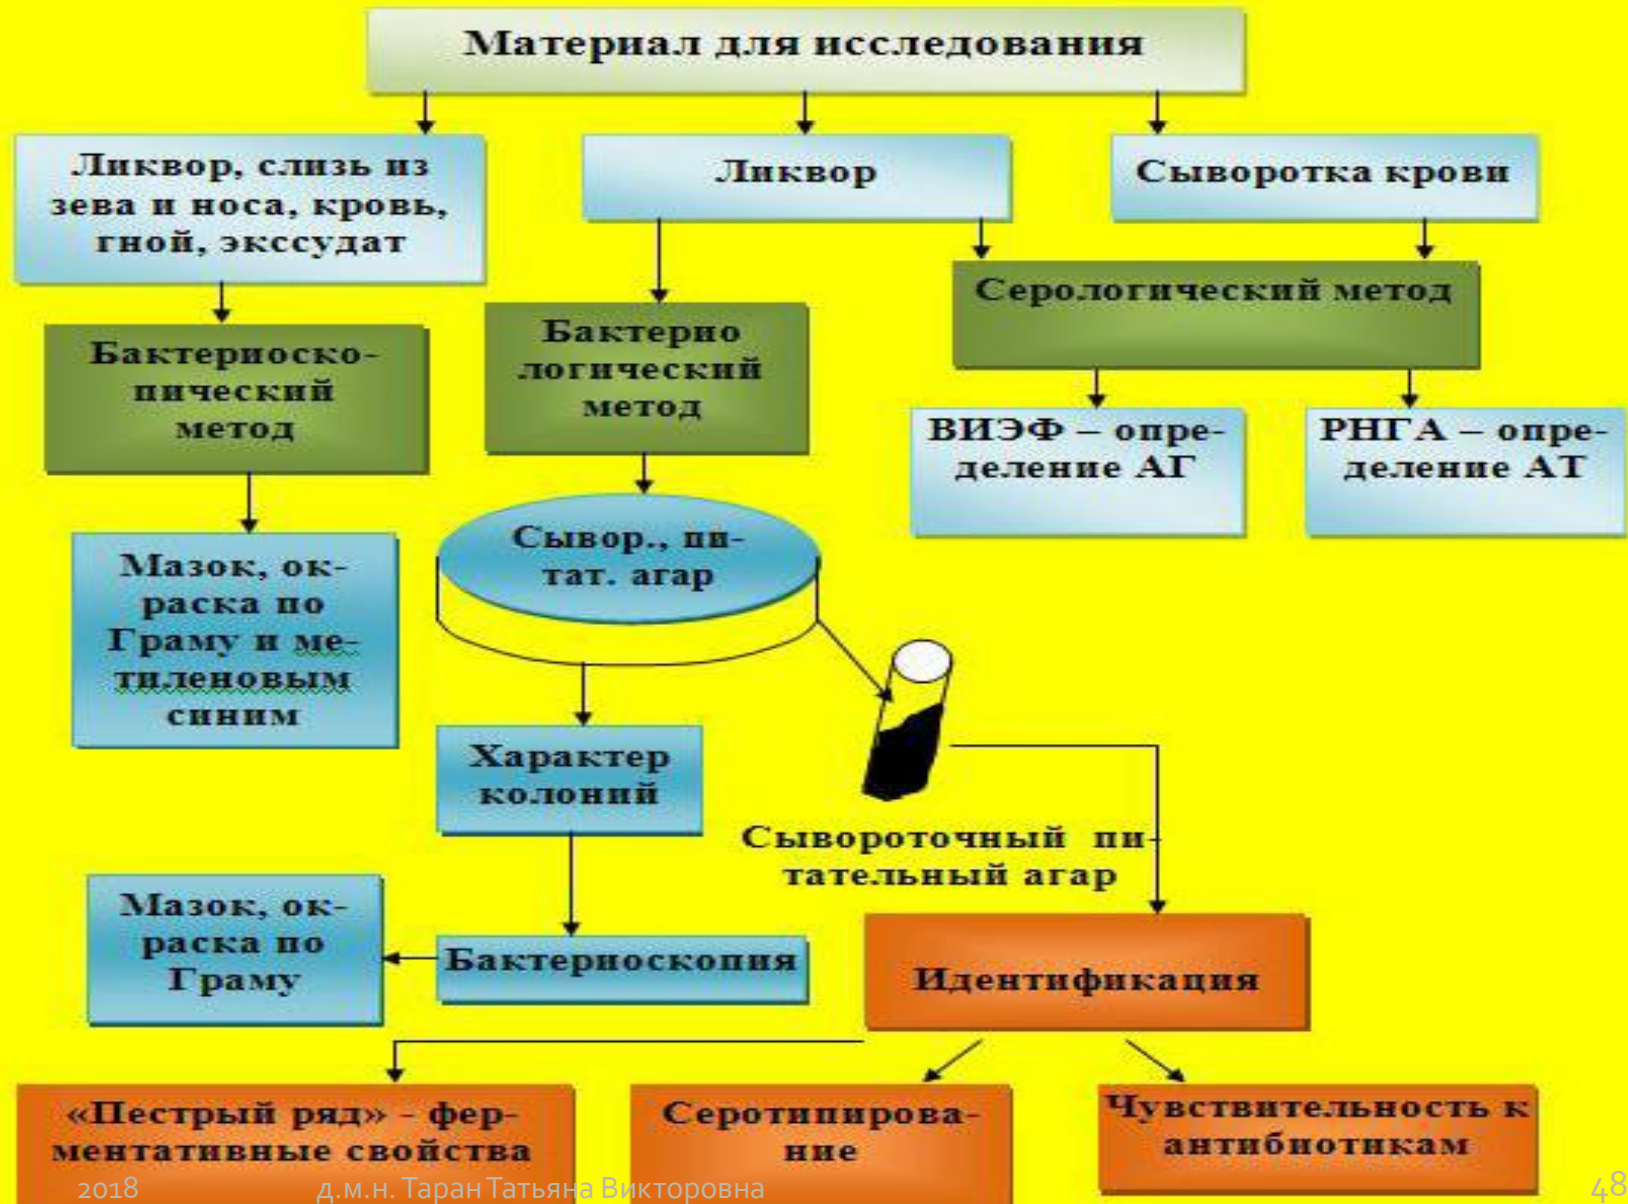 Материал для исследования
Ликвор, слизь из
зева и носа, кровь,
гной, экссудат
Ликвор
Сыворотка крови
Бактериоско-
пический
метод
Бактерио
логический
метод
Серологический метод
ВИЭФ – опре-
деление АГ
РНГА – опре-
деление АТ
Мазок, ок-
раска по
Граму и ме-
тиленовым
синим
Сывор., пи-
тат. агар
Характер
колоний
Сывороточный пи-
тательный агар
Мазок, ок-
раска по
Граму
Бактериоскопия
Идентификация
«Пестрый ряд» - фер-
ментативные свойства
Серотипирова-
ние
Чувствительность к
антибиотикам
2018
д.м.н. Таран Татьяна Викторовна
48